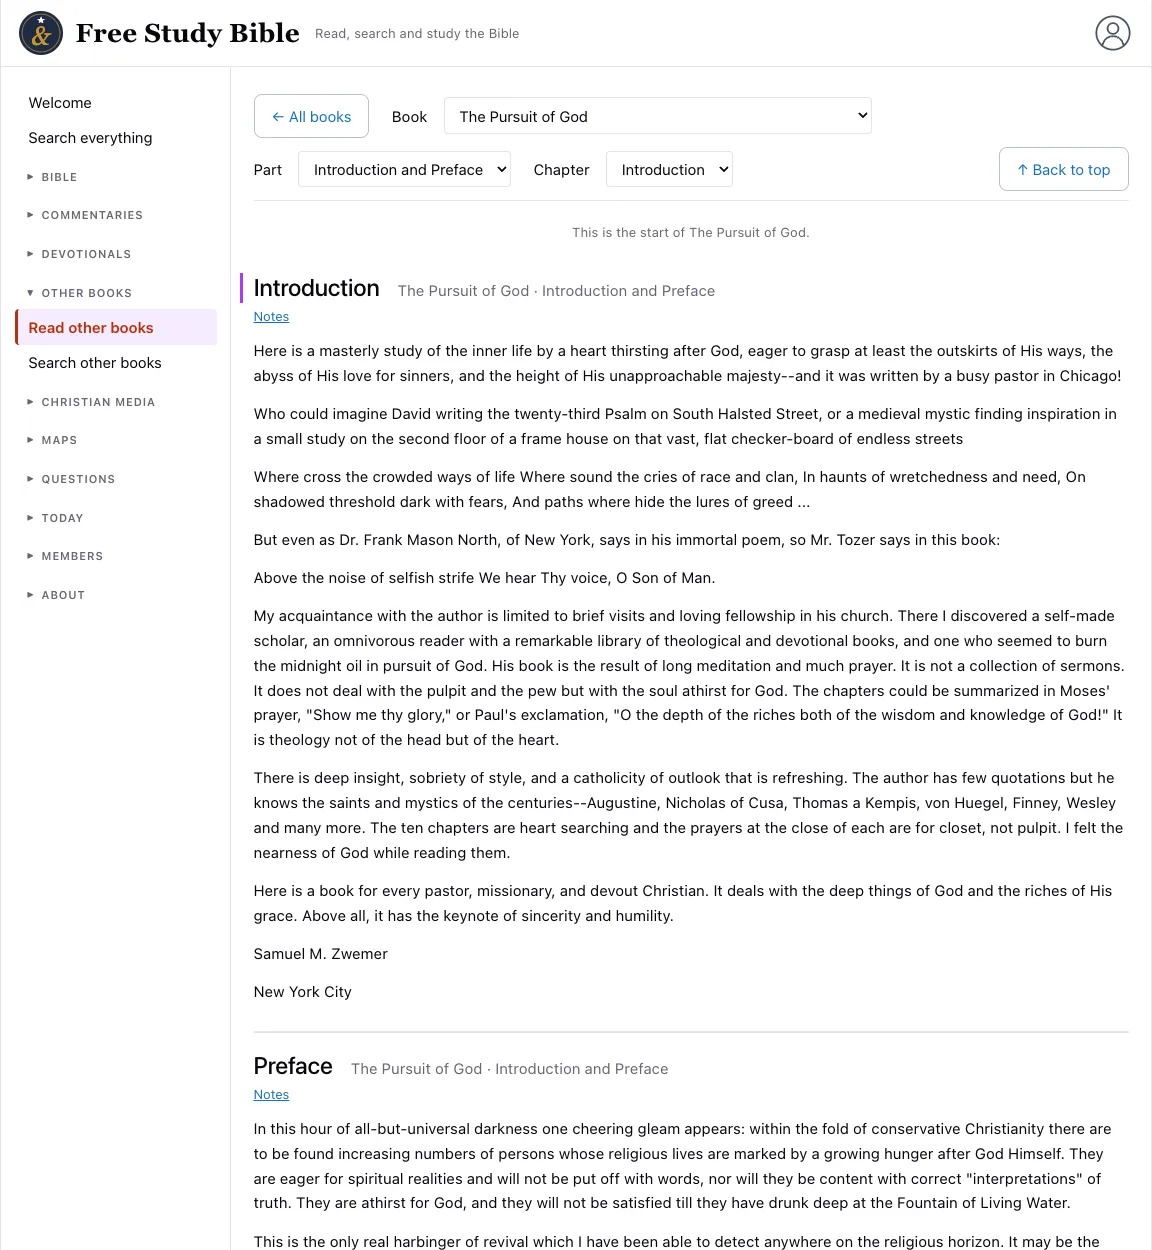 &
Free Study Bible
Read, search and study the Bible
Welcome
Search everything
▸ BIBLE
▸ COMMENTARIES
▸ DEVOTIONALS
▾ OTHER BOOKS
Read other books
Search other books
▸ CHRISTIAN MEDIA
▸ MAPS
▸ QUESTIONS
▸ TODAY
▸ MEMBERS
▸ ABOUT
← All books Book The Pursuit of God
Part Introduction and Preface Chapter Introduction ↑ Back to top
This is the start of The Pursuit of God.
Introduction The Pursuit of God · Introduction and Preface
Notes
Here is a masterly study of the inner life by a heart thirsting after God, eager to grasp at least the outskirts of His ways, the
abyss of His love for sinners, and the height of His unapproachable majesty--and it was written by a busy pastor in Chicago!
Who could imagine David writing the twenty-third Psalm on South Halsted Street, or a medieval mystic finding inspiration in
a small study on the second floor of a frame house on that vast, flat checker-board of endless streets
Where cross the crowded ways of life Where sound the cries of race and clan, In haunts of wretchedness and need, On
shadowed threshold dark with fears, And paths where hide the lures of greed ...
But even as Dr. Frank Mason North, of New York, says in his immortal poem, so Mr. Tozer says in this book:
Above the noise of selfish strife We hear Thy voice, O Son of Man.
My acquaintance with the author is limited to brief visits and loving fellowship in his church. There I discovered a self-made
scholar, an omnivorous reader with a remarkable library of theological and devotional books, and one who seemed to burn
the midnight oil in pursuit of God. His book is the result of long meditation and much prayer. It is not a collection of sermons.
It does not deal with the pulpit and the pew but with the soul athirst for God. The chapters could be summarized in Moses'
prayer, "Show me thy glory," or Paul's exclamation, "O the depth of the riches both of the wisdom and knowledge of God!" It
is theology not of the head but of the heart.
There is deep insight, sobriety of style, and a catholicity of outlook that is refreshing. The author has few quotations but he
knows the saints and mystics of the centuries--Augustine, Nicholas of Cusa, Thomas a Kempis, von Huegel, Finney, Wesley
and many more. The ten chapters are heart searching and the prayers at the close of each are for closet, not pulpit. I felt the
nearness of God while reading them.
Here is a book for every pastor, missionary, and devout Christian. It deals with the deep things of God and the riches of His
grace. Above all, it has the keynote of sincerity and humility.
Samuel M. Zwemer
New York City
Preface The Pursuit of God · Introduction and Preface
Notes
In this hour of all-but-universal darkness one cheering gleam appears: within the fold of conservative Christianity there are
to be found increasing numbers of persons whose religious lives are marked by a growing hunger after God Himself. They
are eager for spiritual realities and will not be put off with words, nor will they be content with correct "interpretations" of
truth. They are athirst for God, and they will not be satisfied till they have drunk deep at the Fountain of Living Water.
This is the only real harbinger of revival which I have been able to detect anywhere on the religious horizon. It may be the